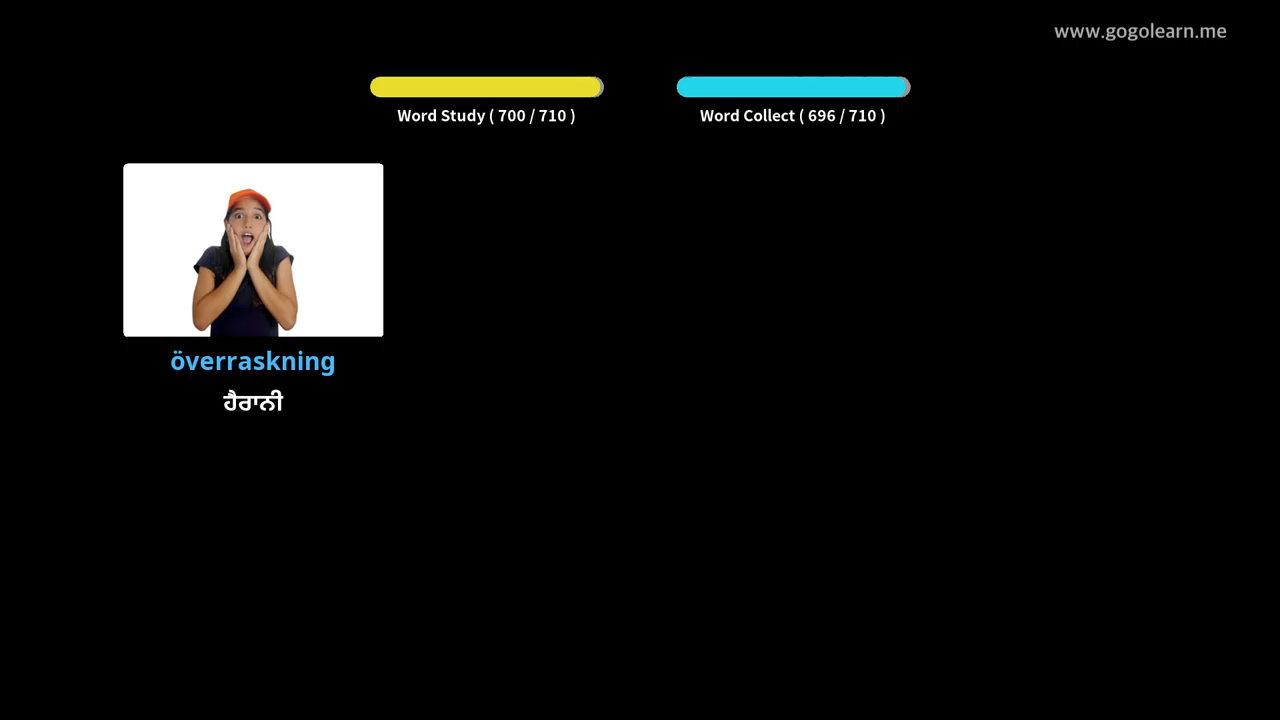 www.gogolearn.me
Word Study ( 700 / 710 )
Word Collect ( 696 / 710 )
överraskning
ਹੈਰਾਨੀ